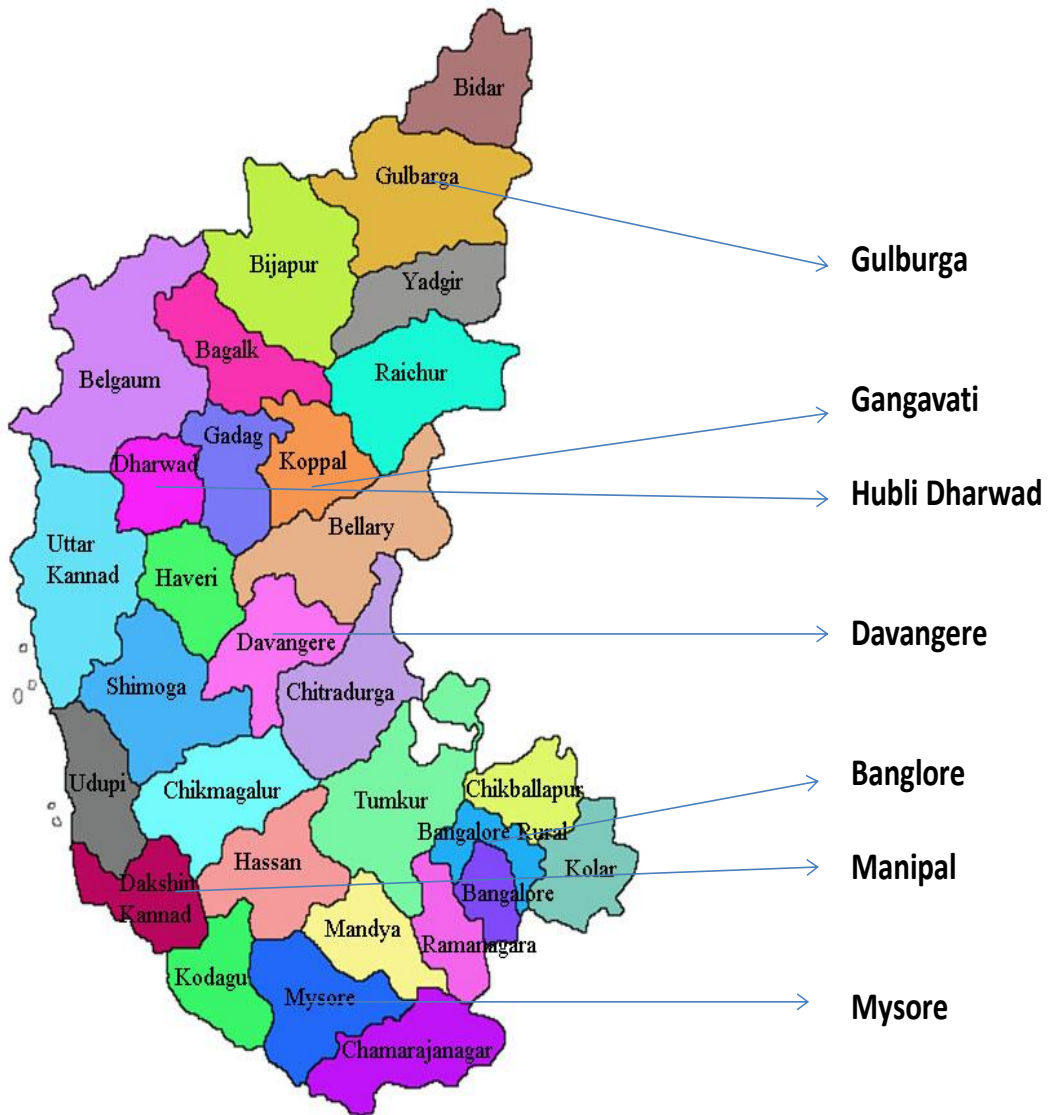 Bidar
Gulbarga
Gulburga
Bijapur
Yadgir
Bagalk
Raichur
Belgaum
Gangavati
Gadag
Koppal
Dharwad
Hubli Dharwad
Bellary
Uttar
Kannad
Haveri
Davangere
Davangere
Shimoga
Chitradurga
Banglore
Udupi
Chikmagalur
Tumkur
Chikballapur
Bangalore Rural
Hassan
Kolar
Manipal
Dakshin
Kannad
Bangalore
Mandya
Ramanagara
Kodagu
Mysore
Mysore
Chamarajanagar